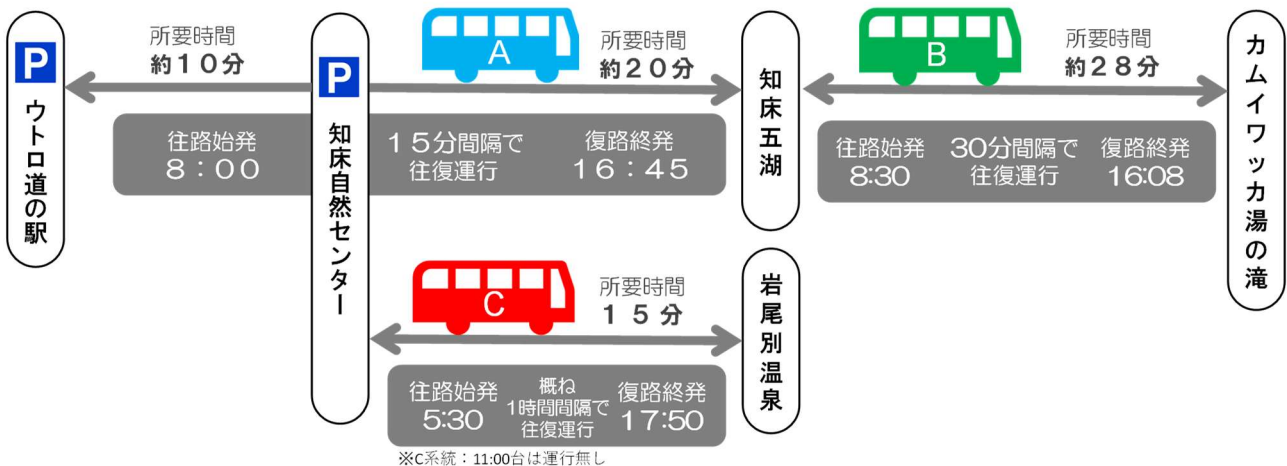 P
ウトロ道の駅
所要時間
約10分
P
知床自然センター
A
所要時間
約20分
往路始発
8:00
15分間隔で
往復運行
復路終発
16:45
知床五湖
B
所要時間
約28分
往路始発
8:30
30分間隔で
往復運行
復路終発
16:08
カムイワッカ湯の滝
C
所要時間
15分
往路始発
5:30
概ね
1時間間隔で
往復運行
復路終発
17:50
岩尾別温泉
※C系統：11:00台は運行無し